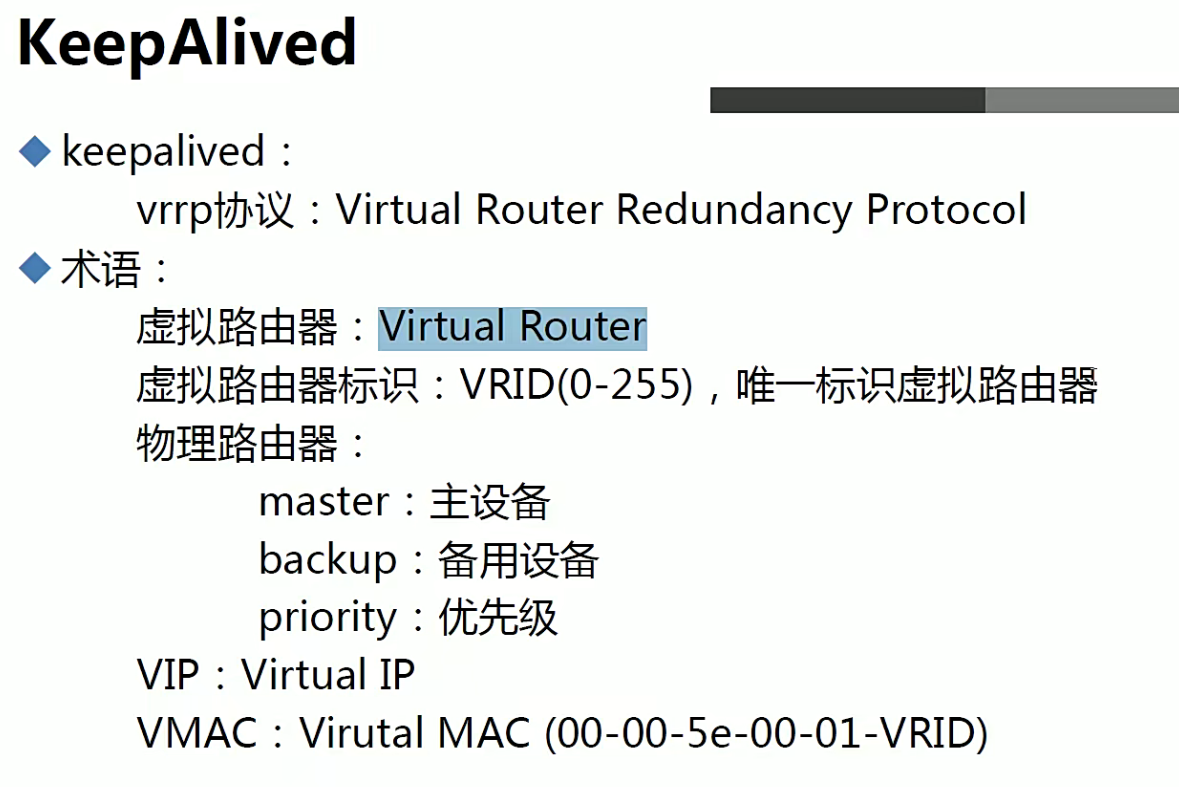 KeepAlived
keepalived：
vrrp协议：Virtual Router Redundancy Protocol
术语：
虚拟路由器：Virtual Router
虚拟路由器标识：VRID(0-255)，唯一标识虚拟路由器
物理路由器：
master：主设备
backup：备用设备
priority：优先级
VIP：Virtual IP
VMAC：Virutal MAC (00-00-5e-00-01-VRID)